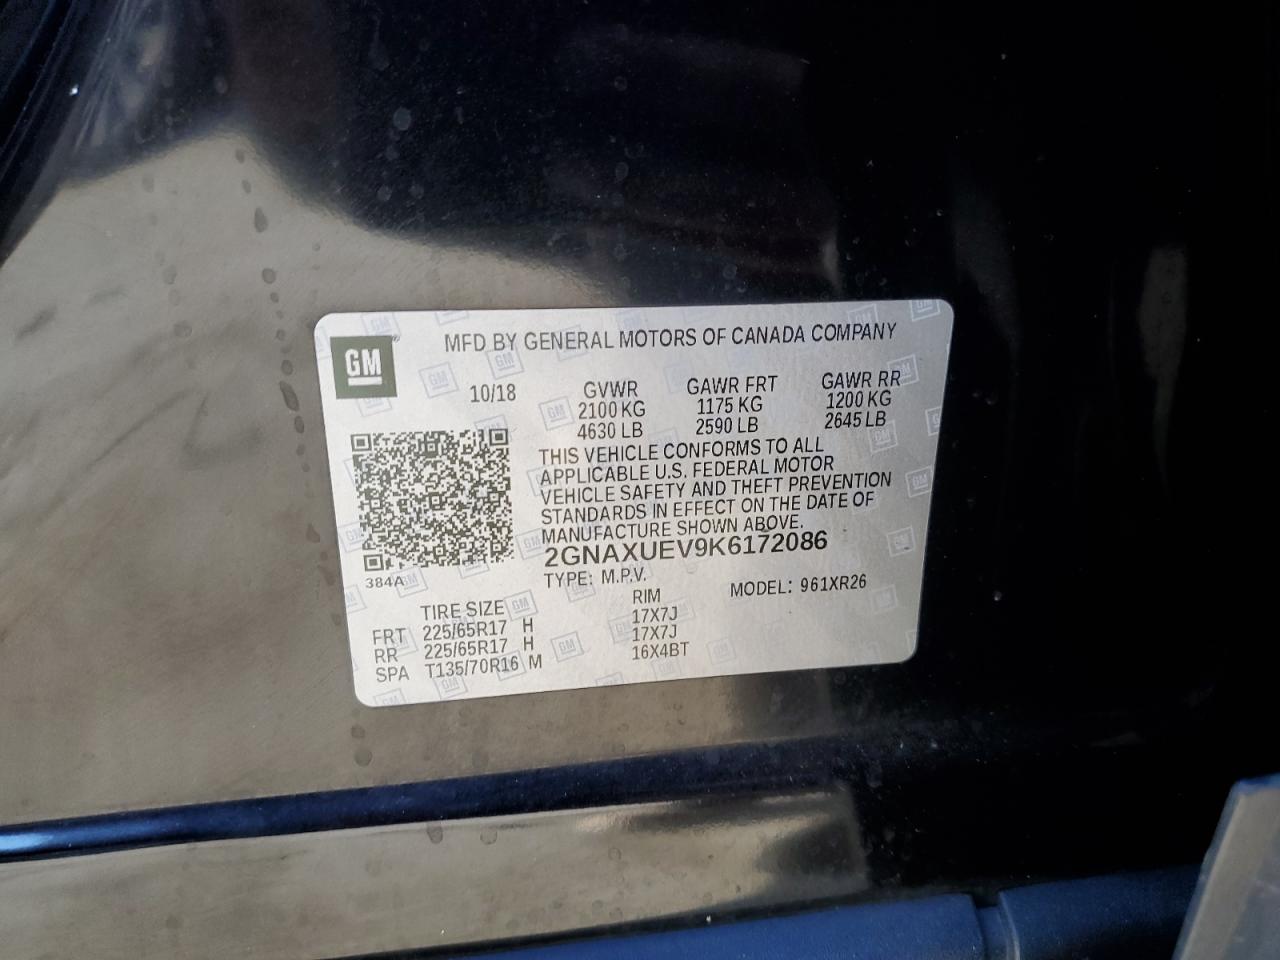 GM
MFD BY GENERAL MOTORS OF CANADA COMPANY
10/18 GVWR GAWR FRT GAWR RR
2100 KG 1175 KG 1200 KG
4630 LB 2590 LB 2645 LB
THIS VEHICLE CONFORMS TO ALL
APPLICABLE U.S. FEDERAL MOTOR
VEHICLE SAFETY AND THEFT PREVENTION
STANDARDS IN EFFECT ON THE DATE OF
MANUFACTURE SHOWN ABOVE.
2GNAXUEV9K6172086
384A
TYPE: M.P.V. MODEL: 961XR26
TIRE SIZE RIM
FRT 225/65R17 H 17X7J
RR 225/65R17 H 17X7J
SPA T135/70R16 M 16X4BT